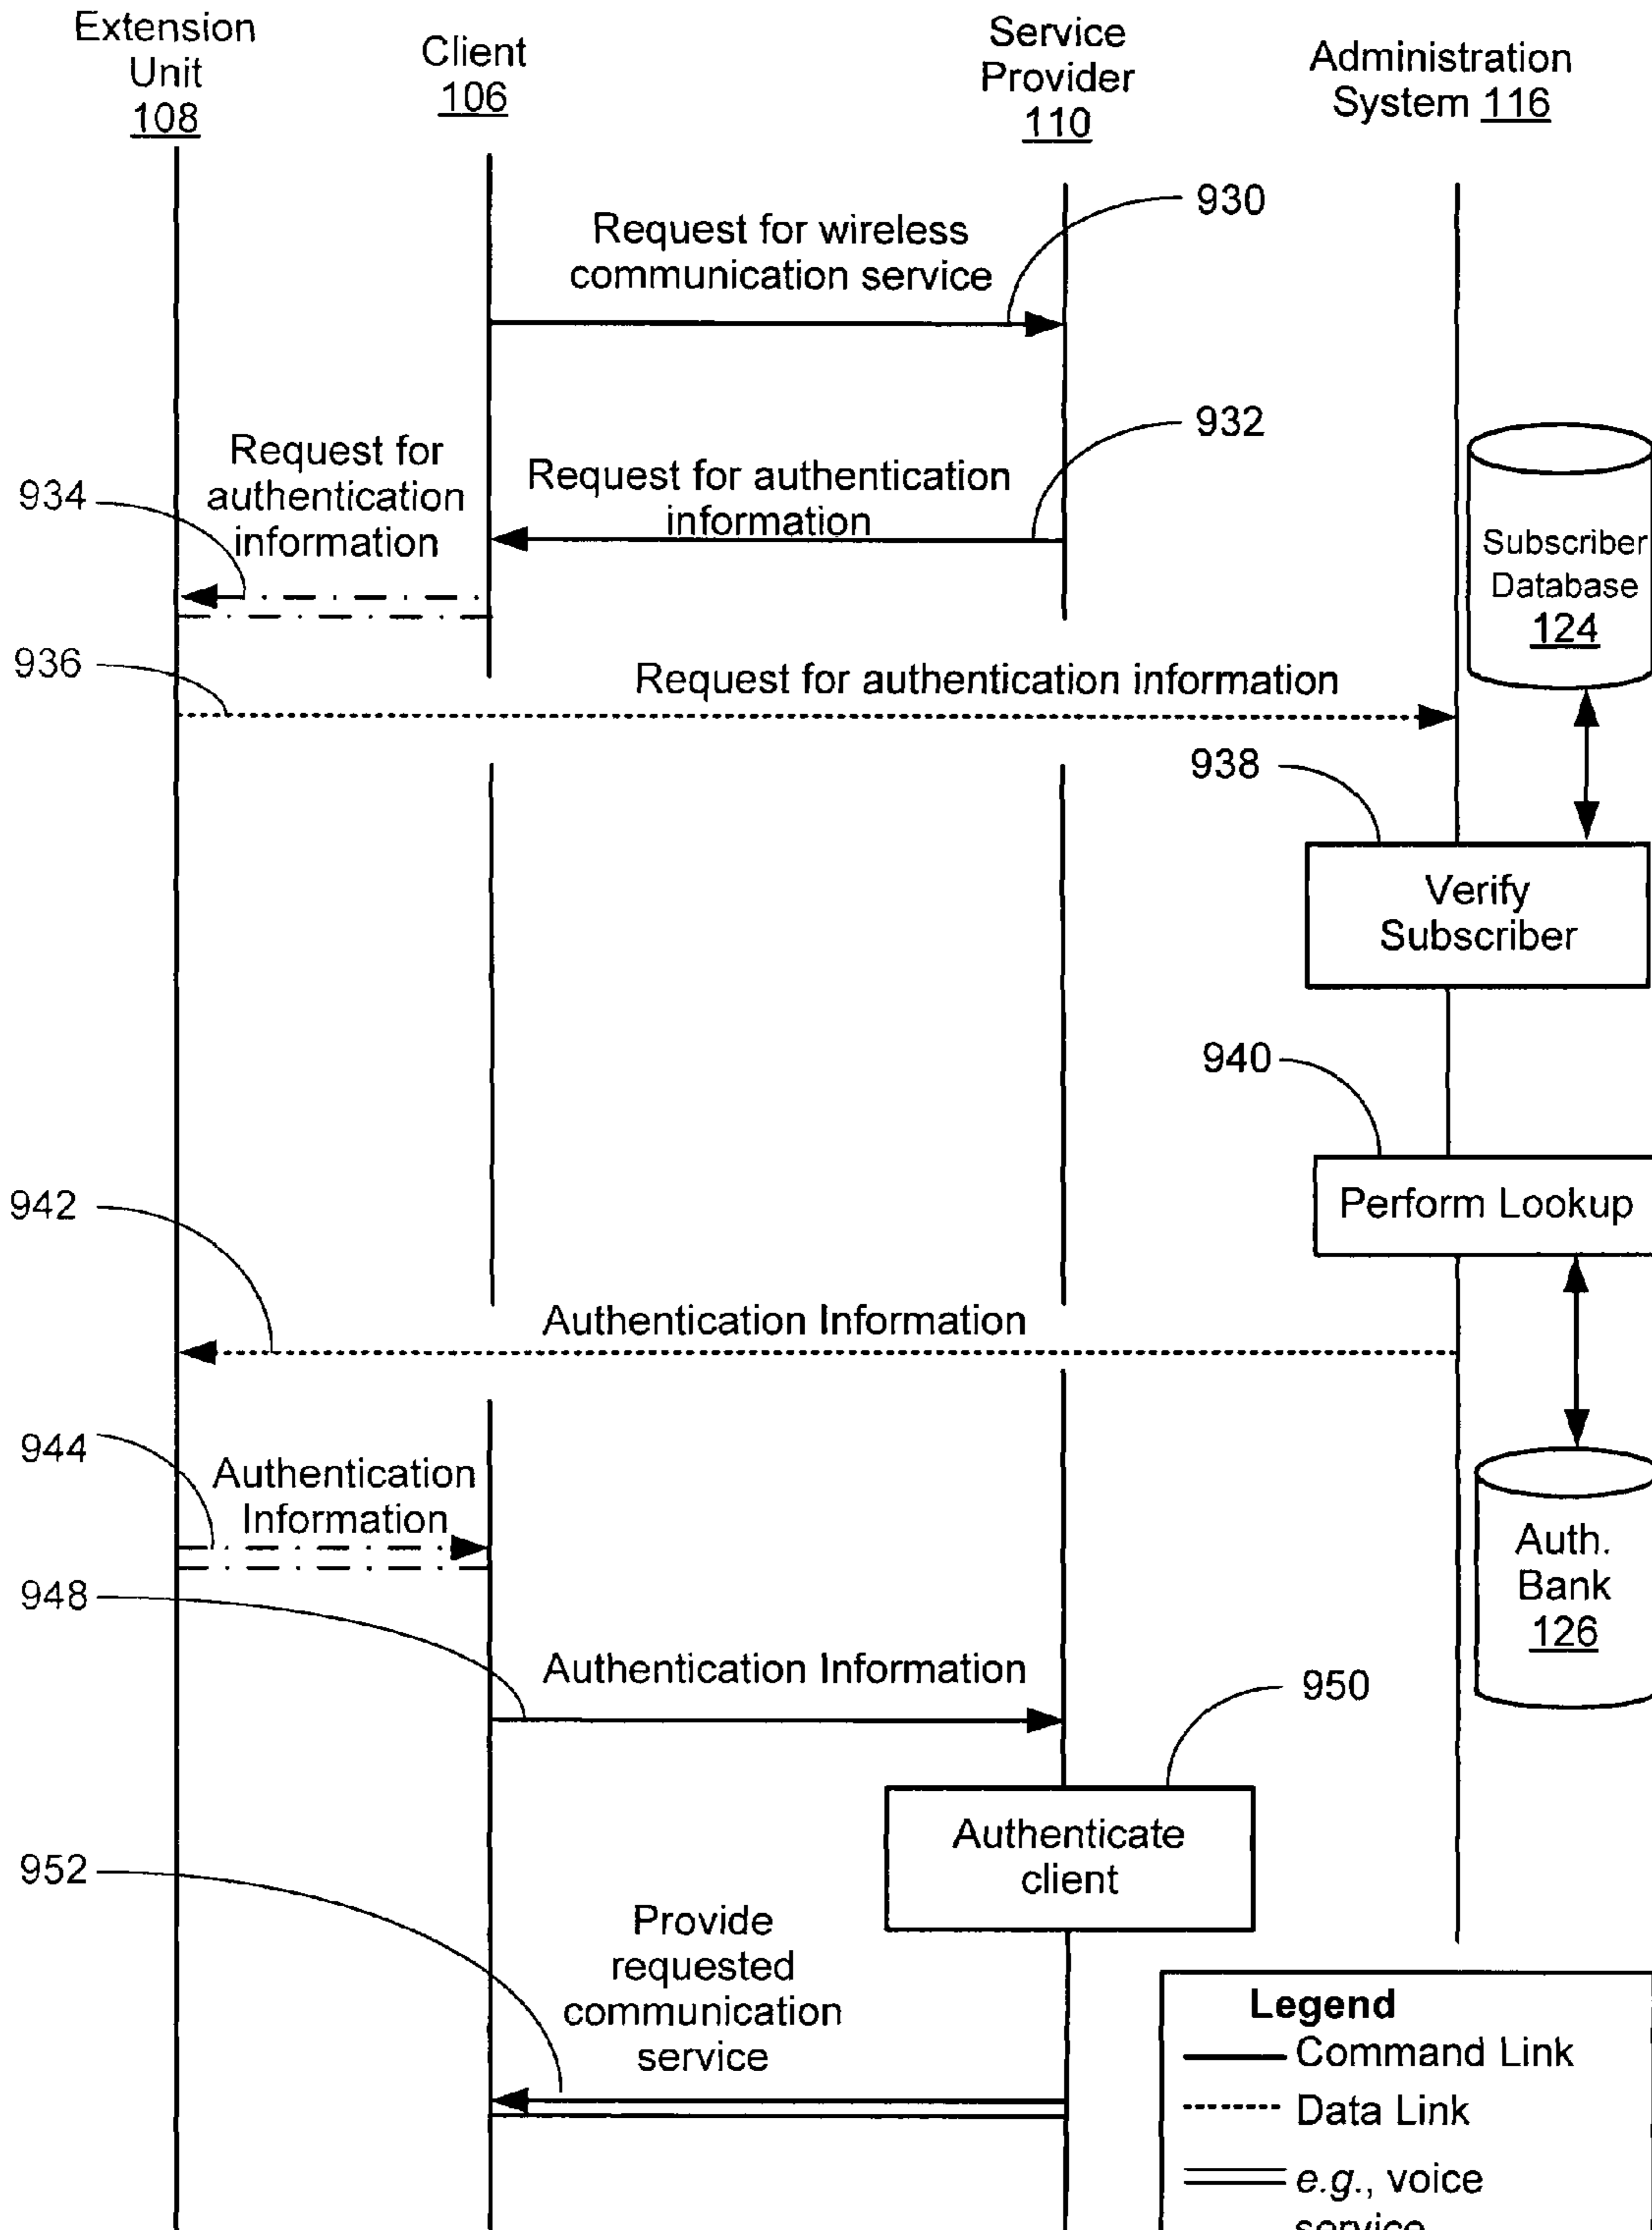 Extension
Unit
108
Client
106
Service
Provider
110
Administration
System 116
930
Request for wireless
communication service
932
Request for
authentication
information
934
Request for authentication
information
Subscriber
Database
124
936
Request for authentication information
938
Verify
Subscriber
940
Perform Lookup
942
Authentication Information
944
Authentication
Information
Auth.
Bank
126
948
Authentication Information
950
Authenticate
client
952
Provide
requested
communication
service
Legend
Command Link
Data Link
e.g., voice
service